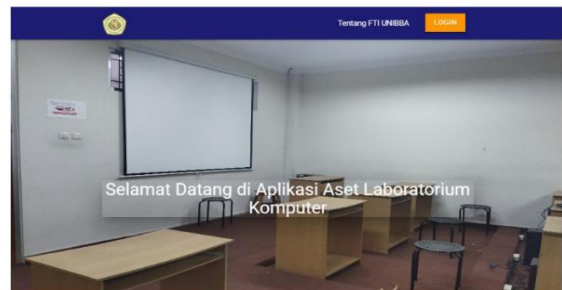 Tentang FTI UNIBBA
LOGIN
Selamat Datang di Aplikasi Aset Laboratorium
Komputer